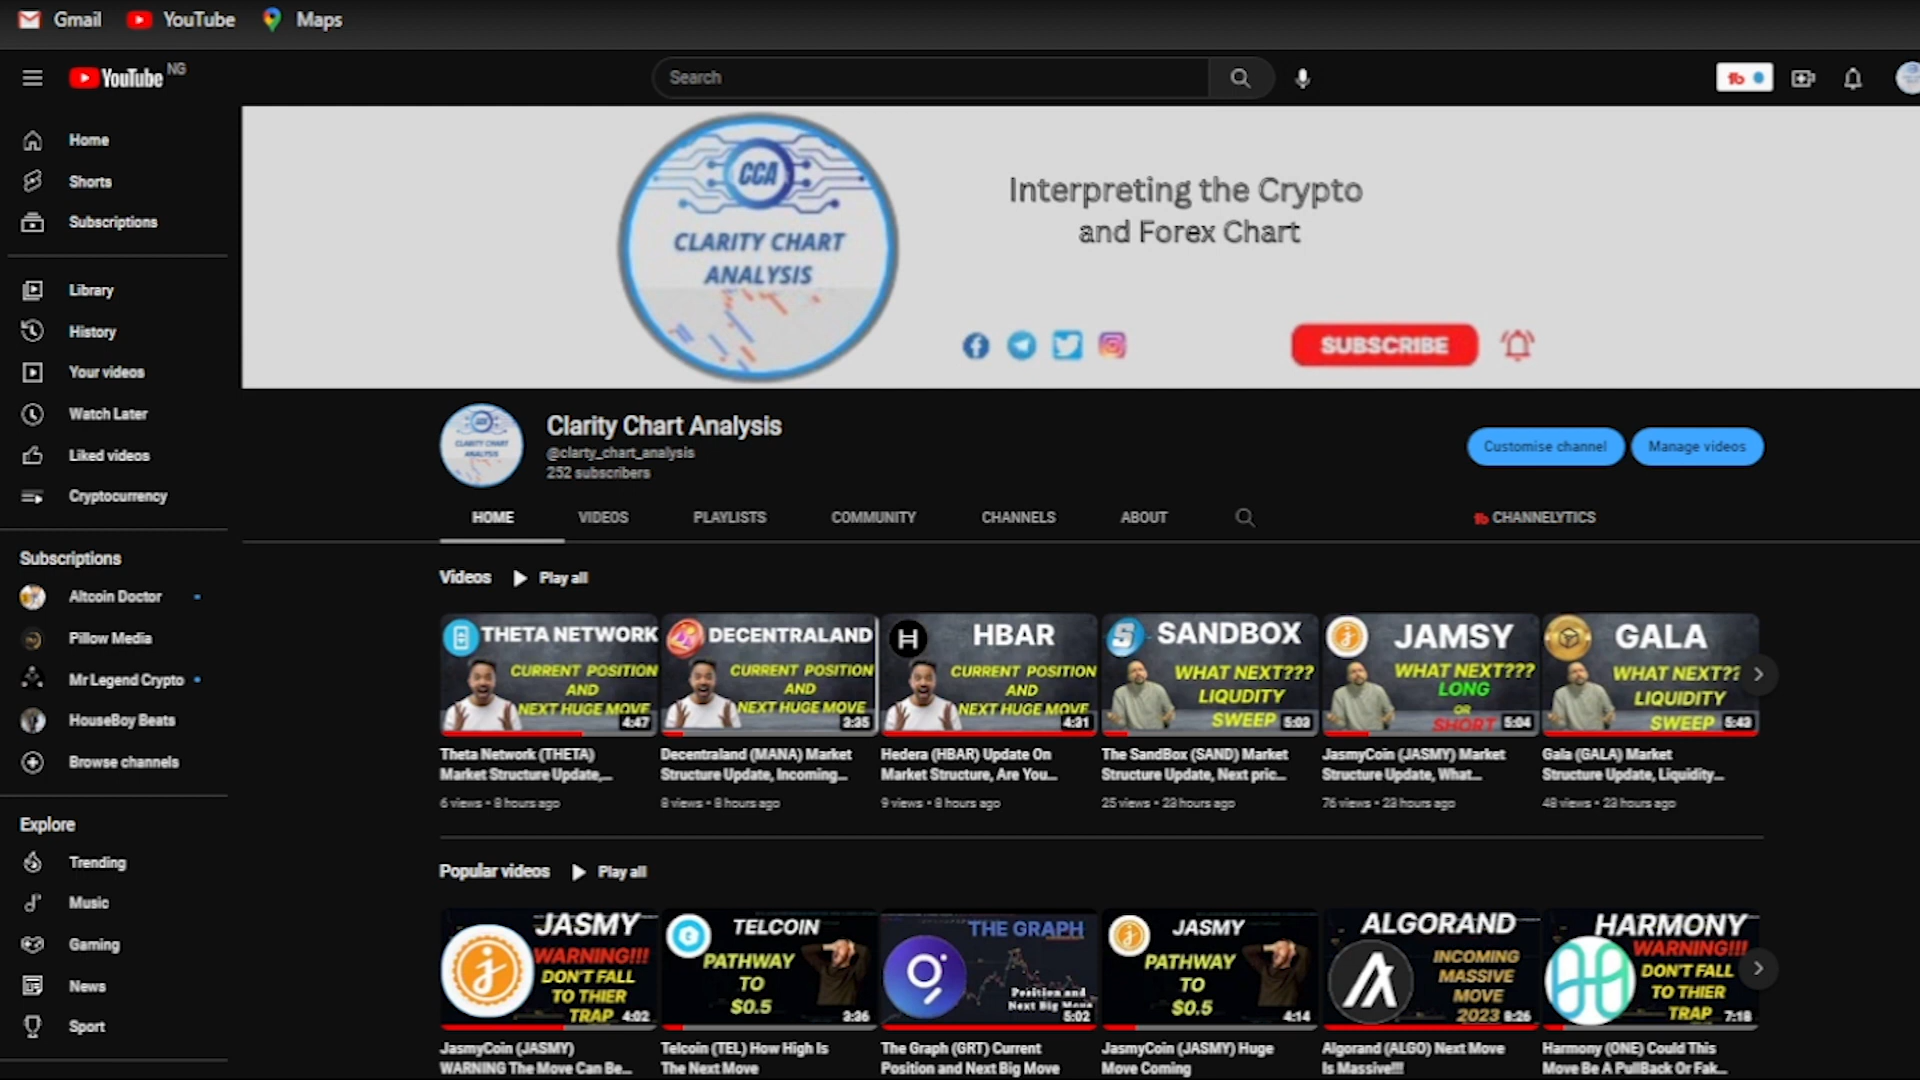 Gmail YouTube Maps
YouTube NG
Search
Home
Shorts
Subscriptions
Library
History
Your videos
Watch Later
Liked videos
Cryptocurrency
Subscriptions
Altcoin Doctor
Pillow Media
Mr Legend Crypto
HouseBoy Beats
Browse channels
Explore
Trending
Music
Gaming
News
Sport
CCA
CLARITY CHART
ANALYSIS
Interpreting the Crypto
and Forex Chart
SUBSCRIBE
Clarity Chart Analysis
@clarty_chart_analysis
252 subscribers
Customise channel Manage videos
HOME VIDEOS PLAYLISTS COMMUNITY CHANNELS ABOUT CHANNELYTICS
Videos Play all
THETA NETWORK
CURRENT POSITION
AND
NEXT HUGE MOVE
4:47
Theta Network (THETA)
Market Structure Update,...
6 views • 8 hours ago
DECENTRALAND
CURRENT POSITION
AND
NEXT HUGE MOVE
3:35
Decentraland (MANA) Market
Structure Update, Incoming...
8 views • 8 hours ago
HBAR
CURRENT POSITION
AND
NEXT HUGE MOVE
4:31
Hedera (HBAR) Update On
Market Structure, Are You...
9 views • 8 hours ago
SANDBOX
WHAT NEXT???
LIQUDITY
SWEEP 5:03
The SandBox (SAND) Market
Structure Update, Next pric...
25 views • 23 hours ago
JAMSY
WHAT NEXT???
LONG
OR
SHORT 5:04
JasmyCoin (JASMY) Market
Structure Update, What...
76 views • 23 hours ago
GALA
WHAT NEXT??
LIQUIDITY
SWEEP 5:43
Gala (GALA) Market
Structure Update, Liquidity...
48 views • 23 hours ago
Popular videos Play all
JASMY
WARNING!!!
DON'T FALL
TO THIER
TRAP 4:02
JasmyCoin (JASMY)
WARNING The Move Can Be...
TELCOIN
PATHWAY
TO
$0.5
3:36
Telcoin (TEL) How High Is
The Next Move
THE GRAPH
Position and
Next Big Move
5:02
The Graph (GRT) Current
Position and Next Big Move
JASMY
PATHWAY
TO
$0.5
4:14
JasmyCoin (JASMY) Huge
Move Coming
ALGORAND
INCOMING
MASSIVE
MOVE
2023 8:26
Algorand (ALGO) Next Move
Is Massive!!!
HARMONY
WARNING!!!
DON'T FALL
TO THIER
TRAP 7:18
Harmony (ONE) Could This
Move Be A PullBack Or Fak...